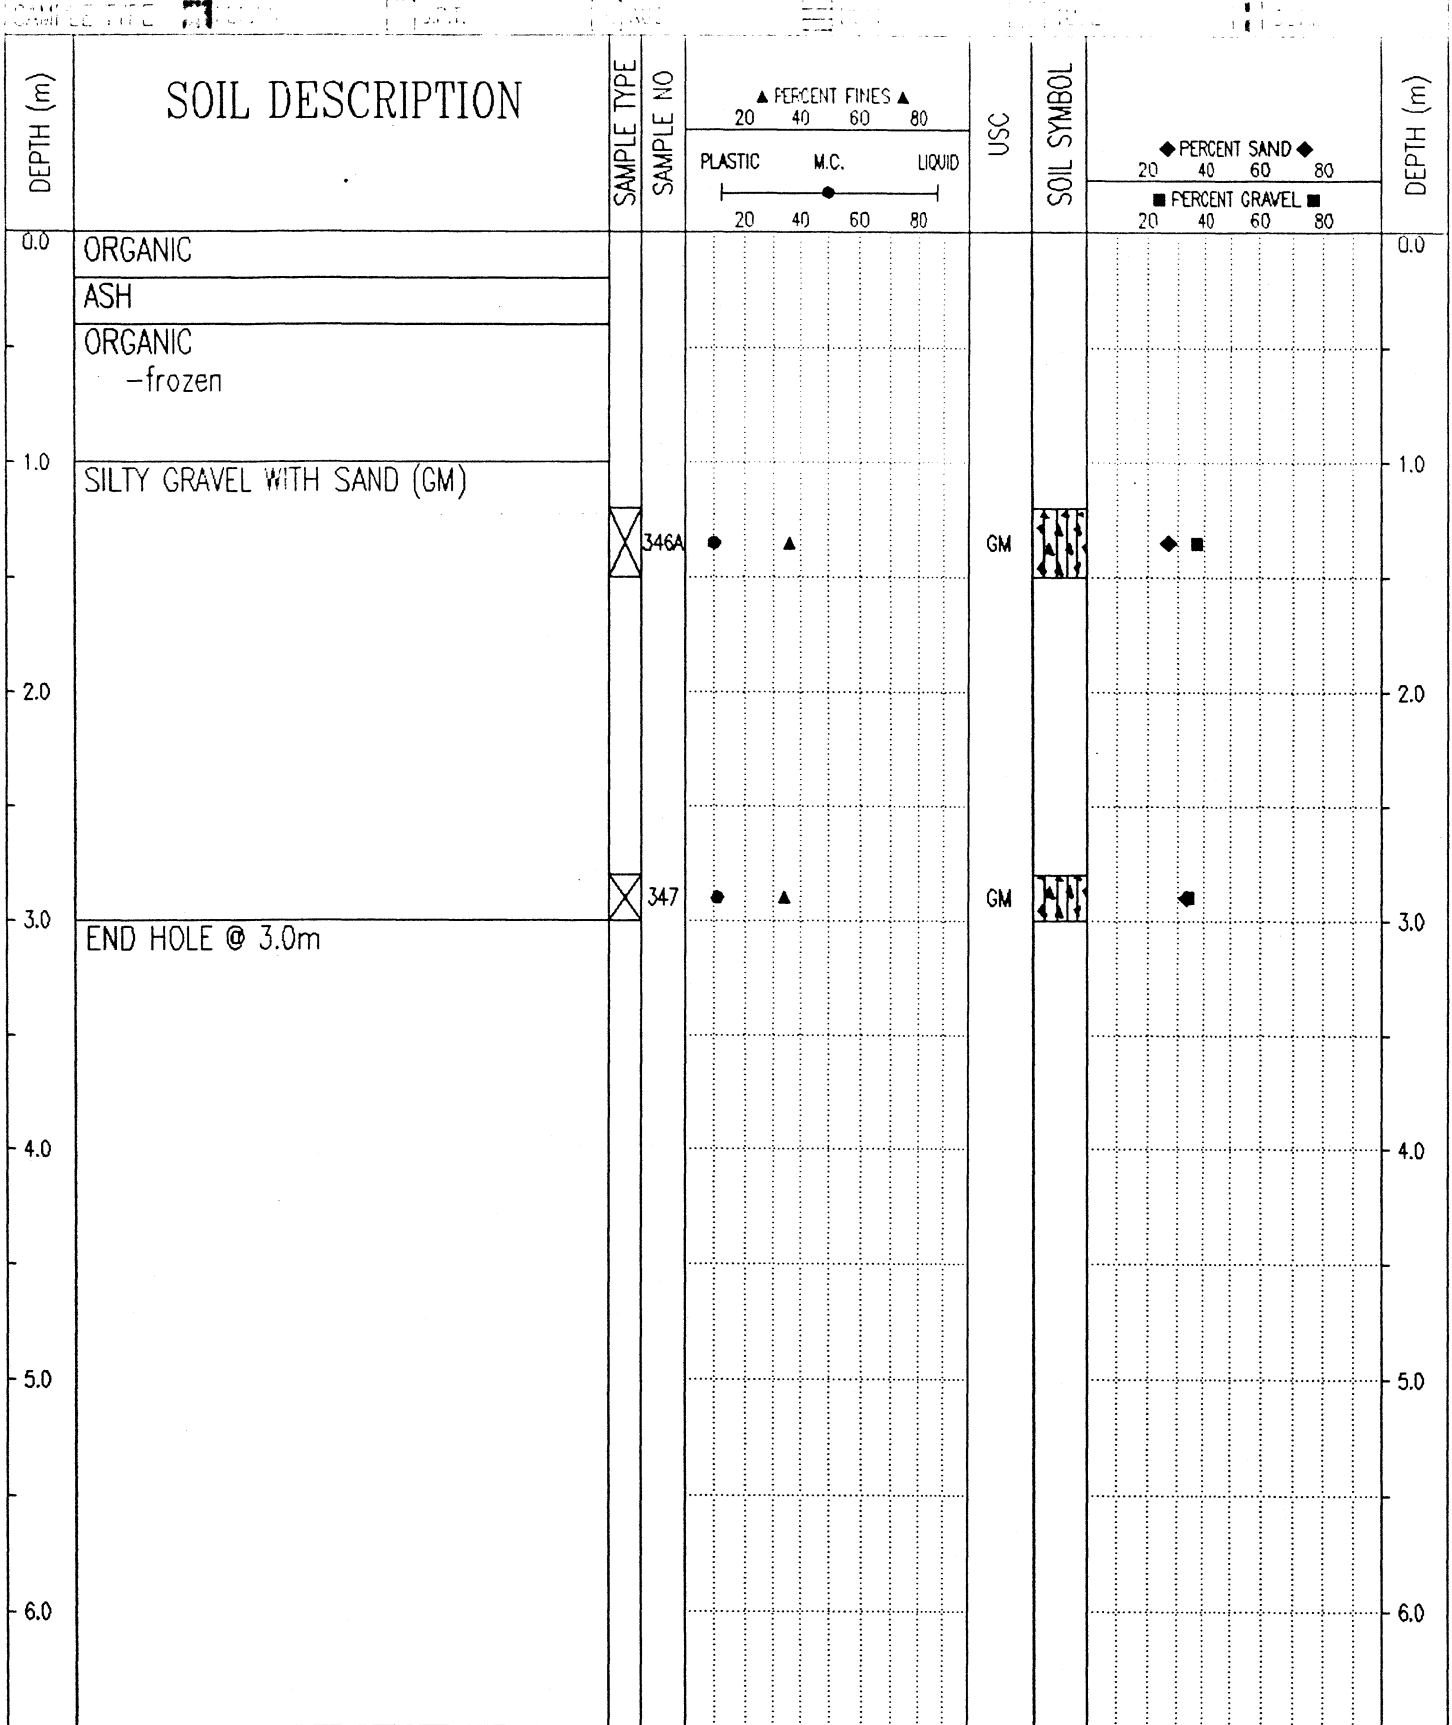 SAMPLE TYPE
DEPTH (m)
SOIL DESCRIPTION
SAMPLE TYPE
SAMPLE NO
▲ PERCENT FINES ▲
20 40 60 80
PLASTIC M.C. LIQUID
20 40 60 80
USC
SOIL SYMBOL
◆ PERCENT SAND ◆
20 40 60 80
■ PERCENT GRAVEL ■
20 40 60 80
DEPTH (m)
0.0 ORGANIC 0.0
ASH
ORGANIC
-frozen
1.0 1.0
SILTY GRAVEL WITH SAND (GM)
346A GM
2.0 2.0
347 GM
3.0 3.0
END HOLE @ 3.0m
4.0 4.0
5.0 5.0
6.0 6.0